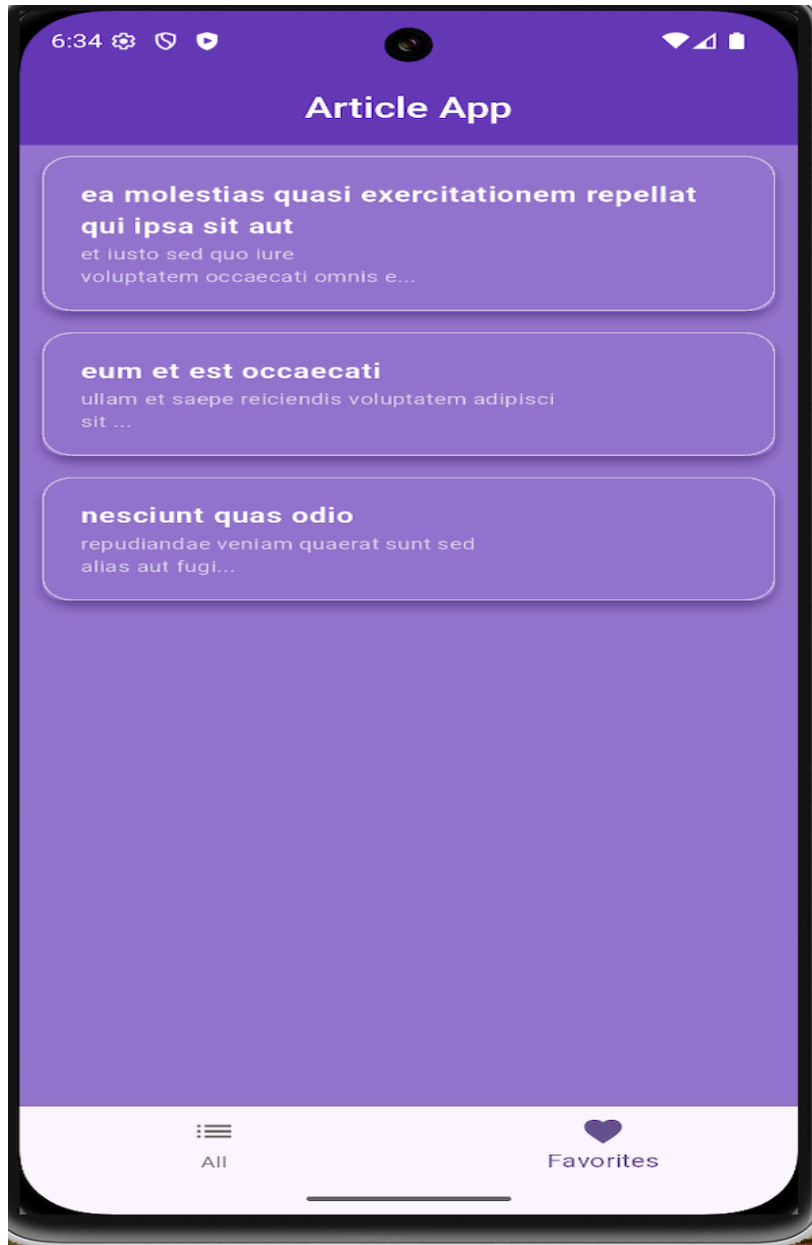 6:34
Article App
ea molestias quasi exercitationem repellat
qui ipsa sit aut
et iusto sed quo iure
voluptatem occaecati omnis e...
eum et est occaecati
ullam et saepe reiciendis voluptatem adipisci
sit ...
nesciunt quas odio
repudiandae veniam quaerat sunt sed
alias aut fugi...
All
Favorites